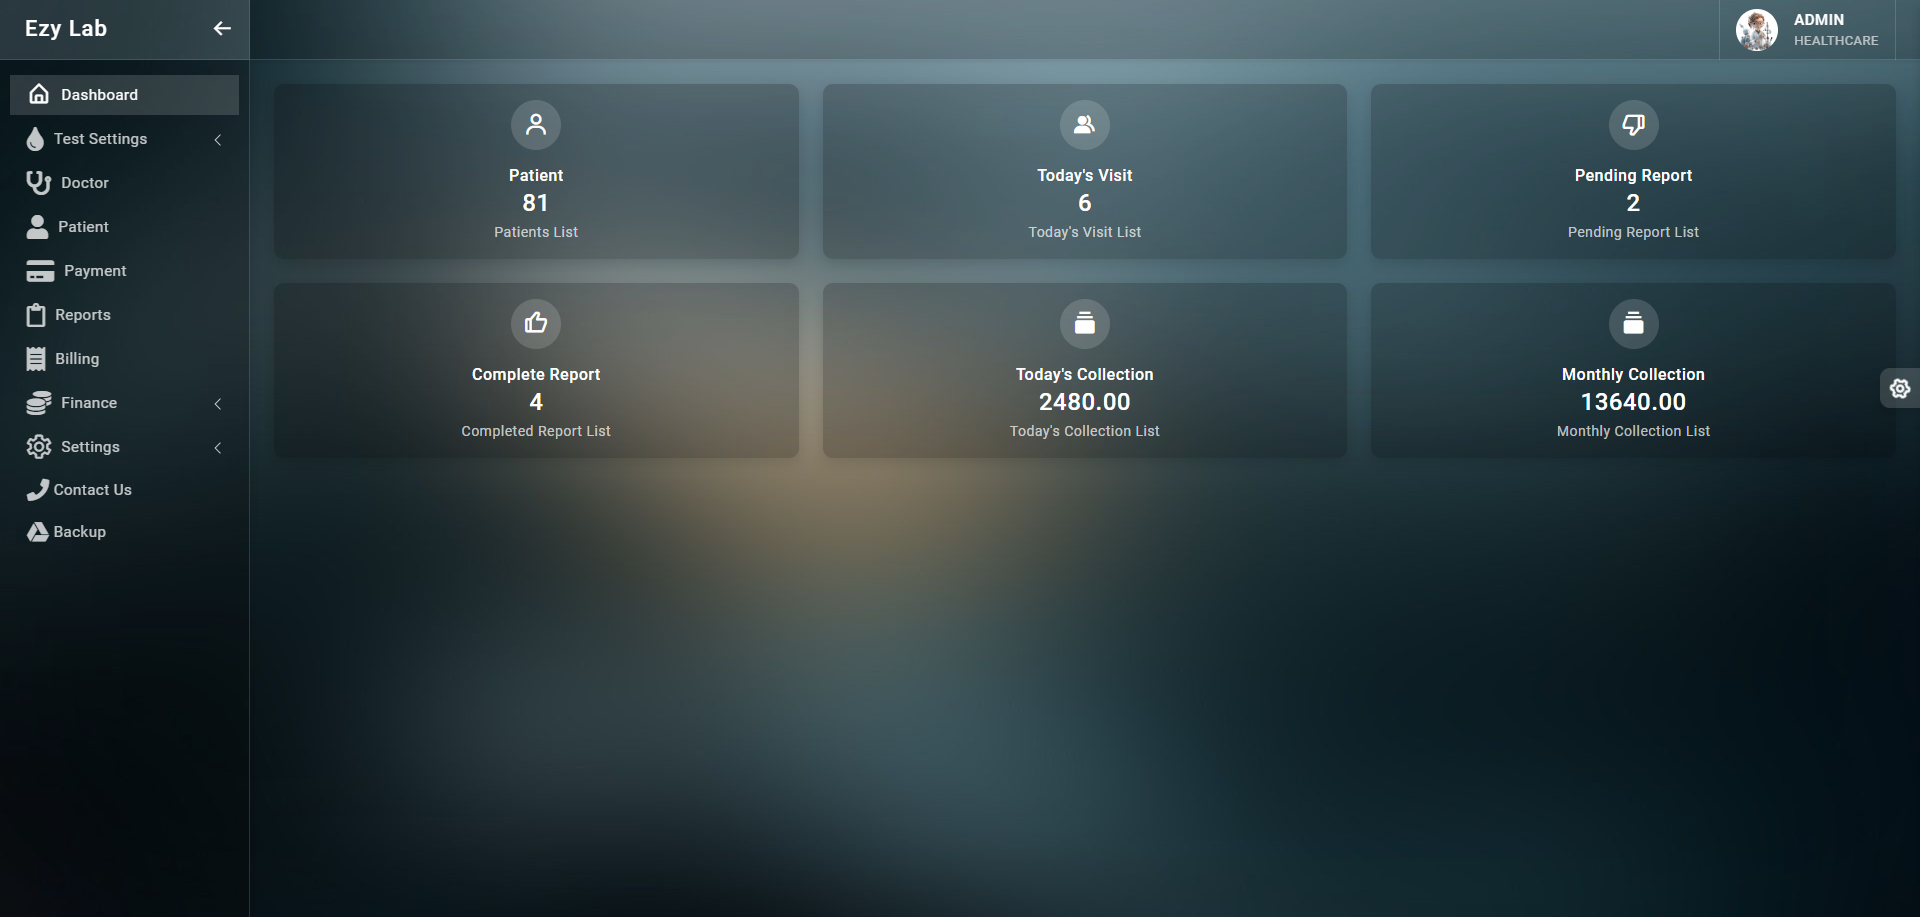 Ezy Lab
ADMIN
HEALTHCARE
Dashboard
Test Settings
Doctor
Patient
Payment
Reports
Billing
Finance
Settings
Contact Us
Backup
Patient
81
Patients List
Today's Visit
6
Today's Visit List
Pending Report
2
Pending Report List
Complete Report
4
Completed Report List
Today's Collection
2480.00
Today's Collection List
Monthly Collection
13640.00
Monthly Collection List